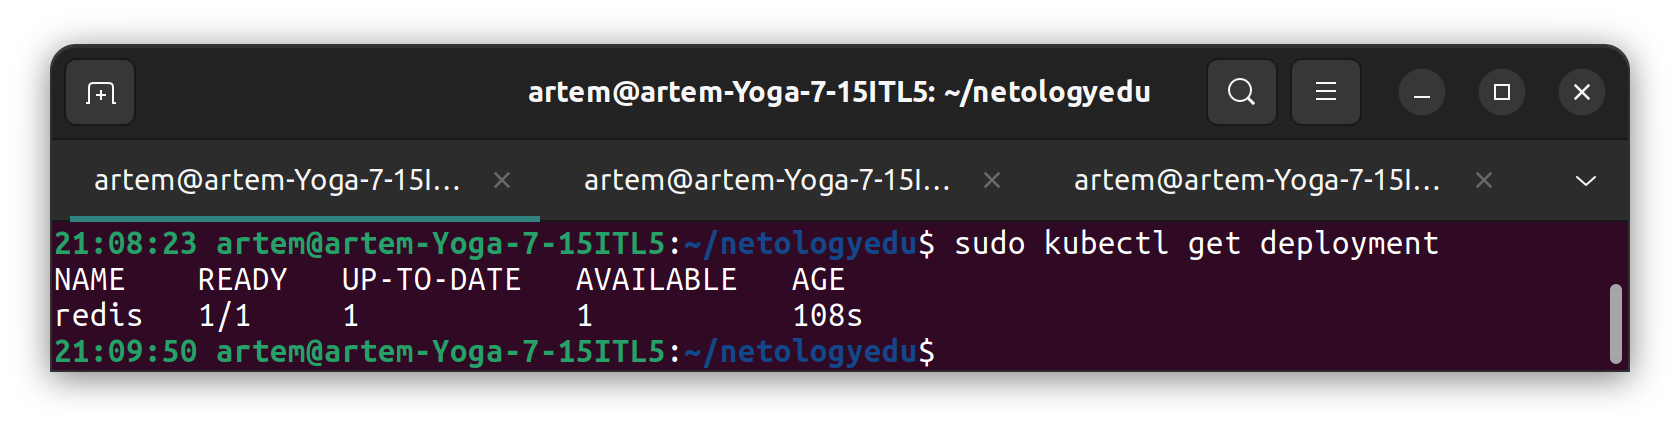 artem@artem-Yoga-7-15ITL5: ~/netologyedu
artem@artem-Yoga-7-15I... artem@artem-Yoga-7-15I... artem@artem-Yoga-7-15I...
21:08:23 artem@artem-Yoga-7-15ITL5:~/netologyedu$ sudo kubectl get deployment
NAME    READY   UP-TO-DATE   AVAILABLE   AGE
redis   1/1     1            1           108s
21:09:50 artem@artem-Yoga-7-15ITL5:~/netologyedu$